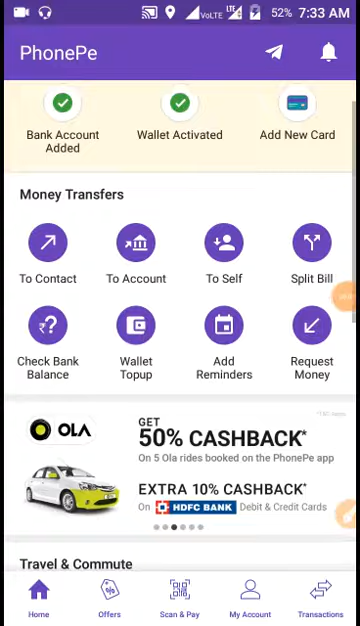 VoLTE LTE 52% 7:33 AM
PhonePe
Bank Account
Added
Wallet Activated
Add New Card
Money Transfers
To Contact
To Account
To Self
Split Bill
Check Bank
Balance
Wallet
Topup
Add
Reminders
Request
Money
OLA
GET
50% CASHBACK*
On 5 Ola rides booked on the PhonePe app
EXTRA 10% CASHBACK*
On HDFC BANK Debit & Credit Cards
Travel & Commute
Home
Offers
Scan & Pay
My Account
Transactions